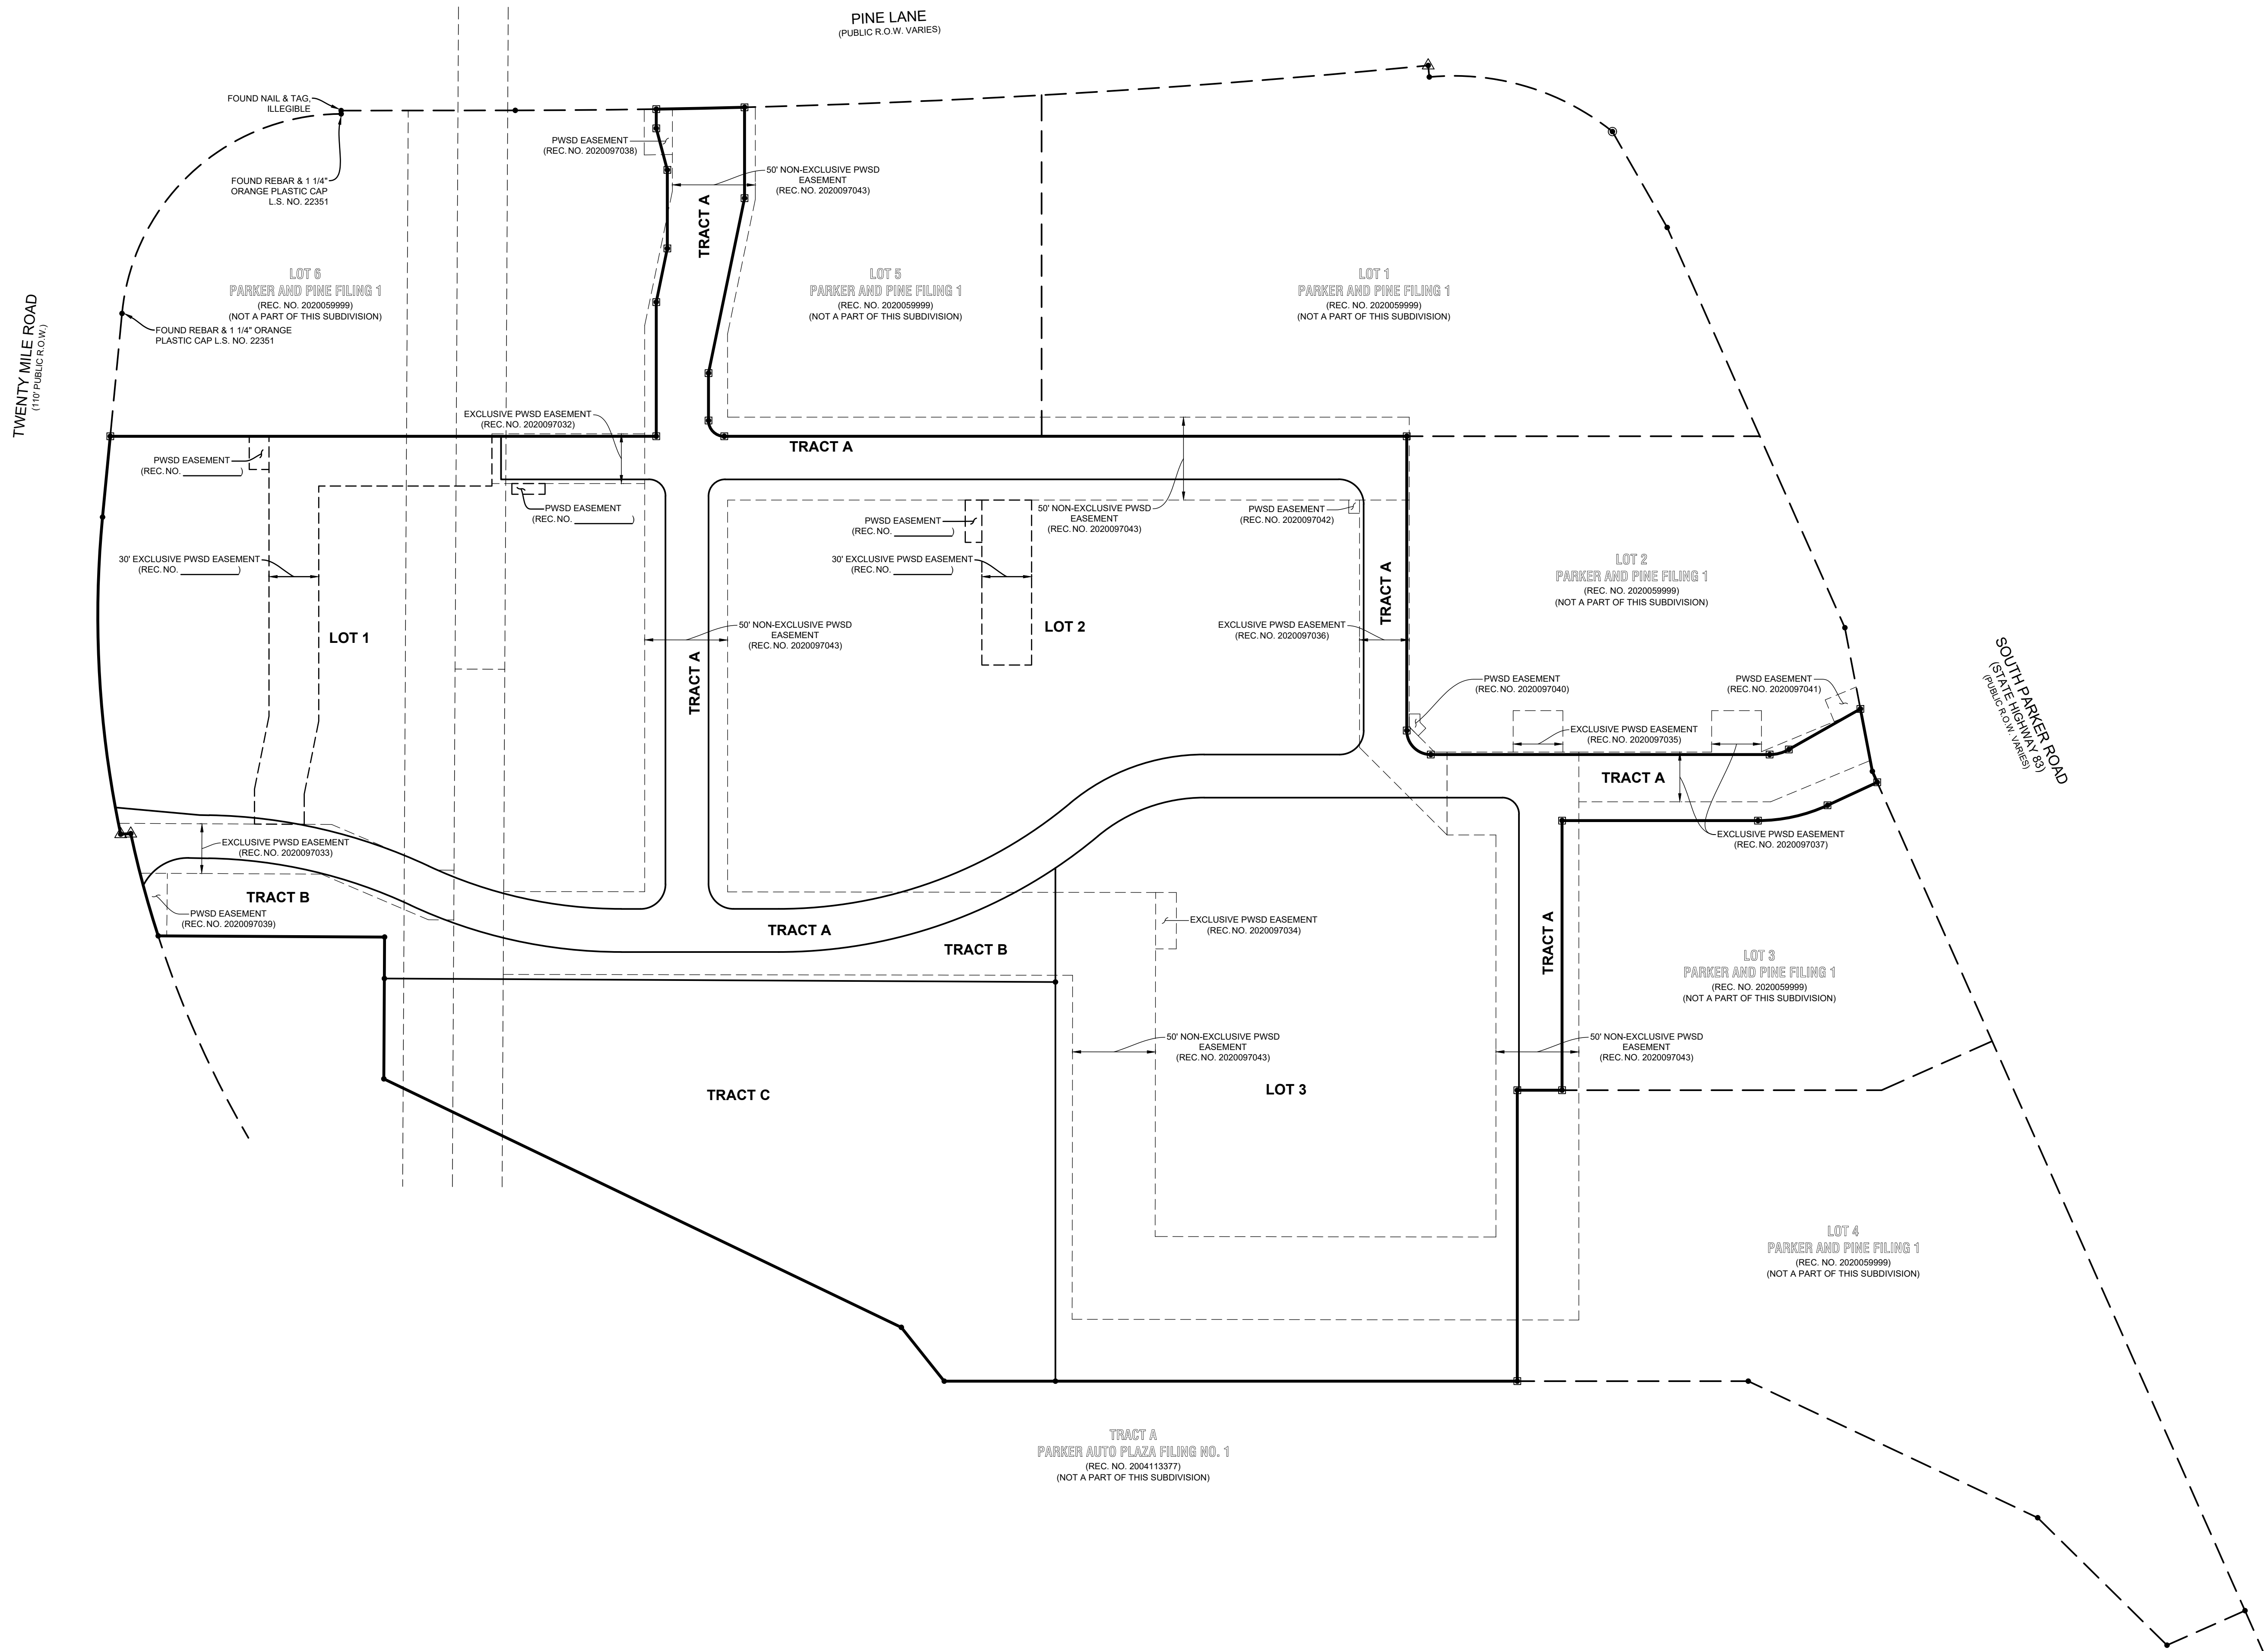 PINE LANE
(PUBLIC R.O.W. VARIES)
FOUND NAIL & TAG,
ILLEGIBLE
PWSD EASEMENT
(REC. NO. 2020097038)
50' NON-EXCLUSIVE PWSD
EASEMENT
(REC. NO. 2020097043)
FOUND REBAR & 1 1/4"
ORANGE PLASTIC CAP
L.S. NO. 22351
TRACT A
LOT 6
PARKER AND PINE FILING 1
(REC. NO. 2020059999)
(NOT A PART OF THIS SUBDIVISION)
LOT 5
PARKER AND PINE FILING 1
(REC. NO. 2020059999)
(NOT A PART OF THIS SUBDIVISION)
LOT 1
PARKER AND PINE FILING 1
(REC. NO. 2020059999)
(NOT A PART OF THIS SUBDIVISION)
TWENTY MILE ROAD
(110' PUBLIC R.O.W.)
FOUND REBAR & 1 1/4" ORANGE
PLASTIC CAP L.S. NO. 22351
EXCLUSIVE PWSD EASEMENT
(REC. NO. 2020097032)
TRACT A
PWSD EASEMENT
(REC. NO. ____________)
PWSD EASEMENT
(REC. NO. ____________)
PWSD EASEMENT
(REC. NO. ____________)
50' NON-EXCLUSIVE PWSD
EASEMENT
(REC. NO. 2020097043)
PWSD EASEMENT
(REC. NO. 2020097042)
30' EXCLUSIVE PWSD EASEMENT
(REC. NO. ____________)
30' EXCLUSIVE PWSD EASEMENT
(REC. NO. ____________)
TRACT A
LOT 2
PARKER AND PINE FILING 1
(REC. NO. 2020059999)
(NOT A PART OF THIS SUBDIVISION)
LOT 1
50' NON-EXCLUSIVE PWSD
EASEMENT
(REC. NO. 2020097043)
LOT 2
EXCLUSIVE PWSD EASEMENT
(REC. NO. 2020097036)
TRACT A
SOUTH PARKER ROAD
(STATE HIGHWAY 83)
(PUBLIC R.O.W. VARIES)
PWSD EASEMENT
(REC. NO. 2020097040)
PWSD EASEMENT
(REC. NO. 2020097041)
EXCLUSIVE PWSD EASEMENT
(REC. NO. 2020097035)
TRACT A
EXCLUSIVE PWSD EASEMENT
(REC. NO. 2020097037)
EXCLUSIVE PWSD EASEMENT
(REC. NO. 2020097033)
TRACT B
PWSD EASEMENT
(REC. NO. 2020097039)
TRACT A
TRACT B
EXCLUSIVE PWSD EASEMENT
(REC. NO. 2020097034)
TRACT A
LOT 3
PARKER AND PINE FILING 1
(REC. NO. 2020059999)
(NOT A PART OF THIS SUBDIVISION)
50' NON-EXCLUSIVE PWSD
EASEMENT
(REC. NO. 2020097043)
50' NON-EXCLUSIVE PWSD
EASEMENT
(REC. NO. 2020097043)
TRACT C
LOT 3
LOT 4
PARKER AND PINE FILING 1
(REC. NO. 2020059999)
(NOT A PART OF THIS SUBDIVISION)
TRACT A
PARKER AUTO PLAZA FILING NO. 1
(REC. NO. 2004113377)
(NOT A PART OF THIS SUBDIVISION)